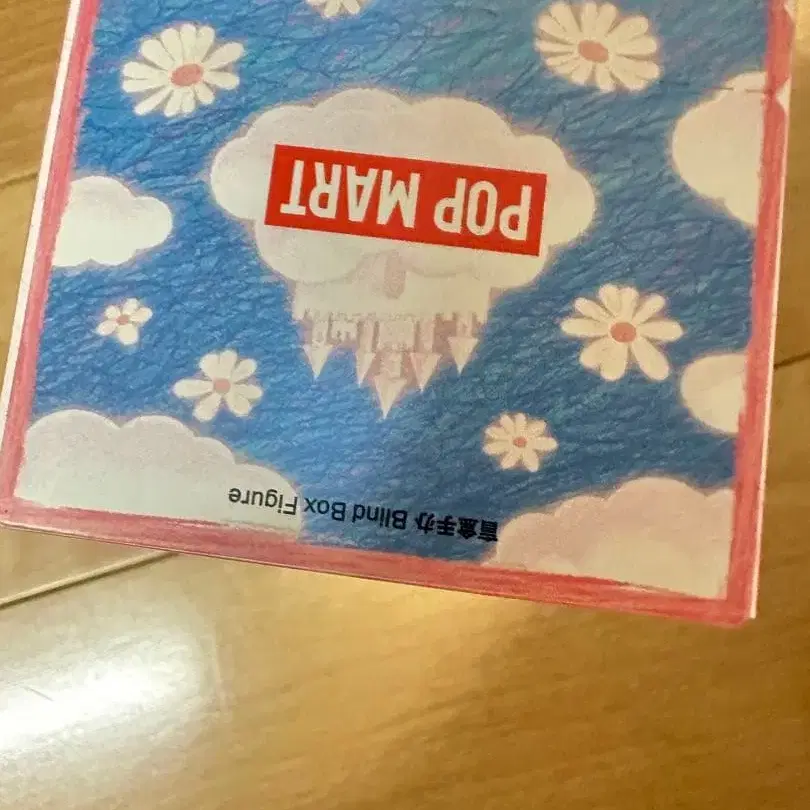 盲盒手办 Blind Box Figure
POP MART